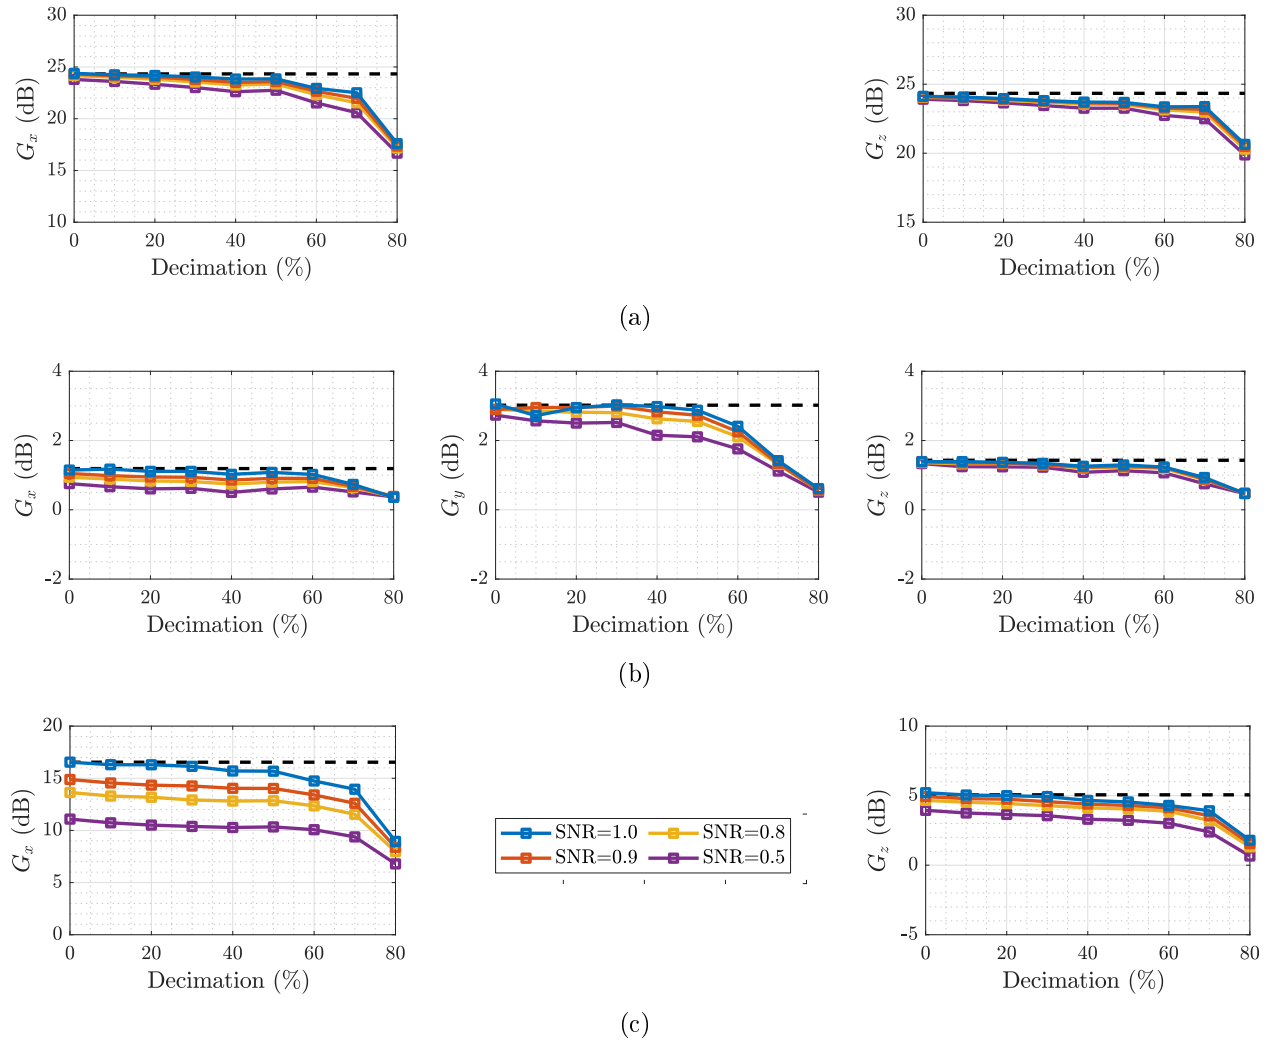 30
25
20
15
10
G_x (dB)
0 20 40 60 80
Decimation (%)
30
25
20
15
G_z (dB)
0 20 40 60 80
Decimation (%)
(a)
4
2
0
-2
G_x (dB)
0 20 40 60 80
Decimation (%)
4
2
0
-2
G_y (dB)
0 20 40 60 80
Decimation (%)
4
2
0
-2
G_z (dB)
0 20 40 60 80
Decimation (%)
(b)
20
15
10
5
0
G_x (dB)
0 20 40 60 80
Decimation (%)
SNR=1.0 SNR=0.8
SNR=0.9 SNR=0.5
10
5
0
-5
G_z (dB)
0 20 40 60 80
Decimation (%)
(c)